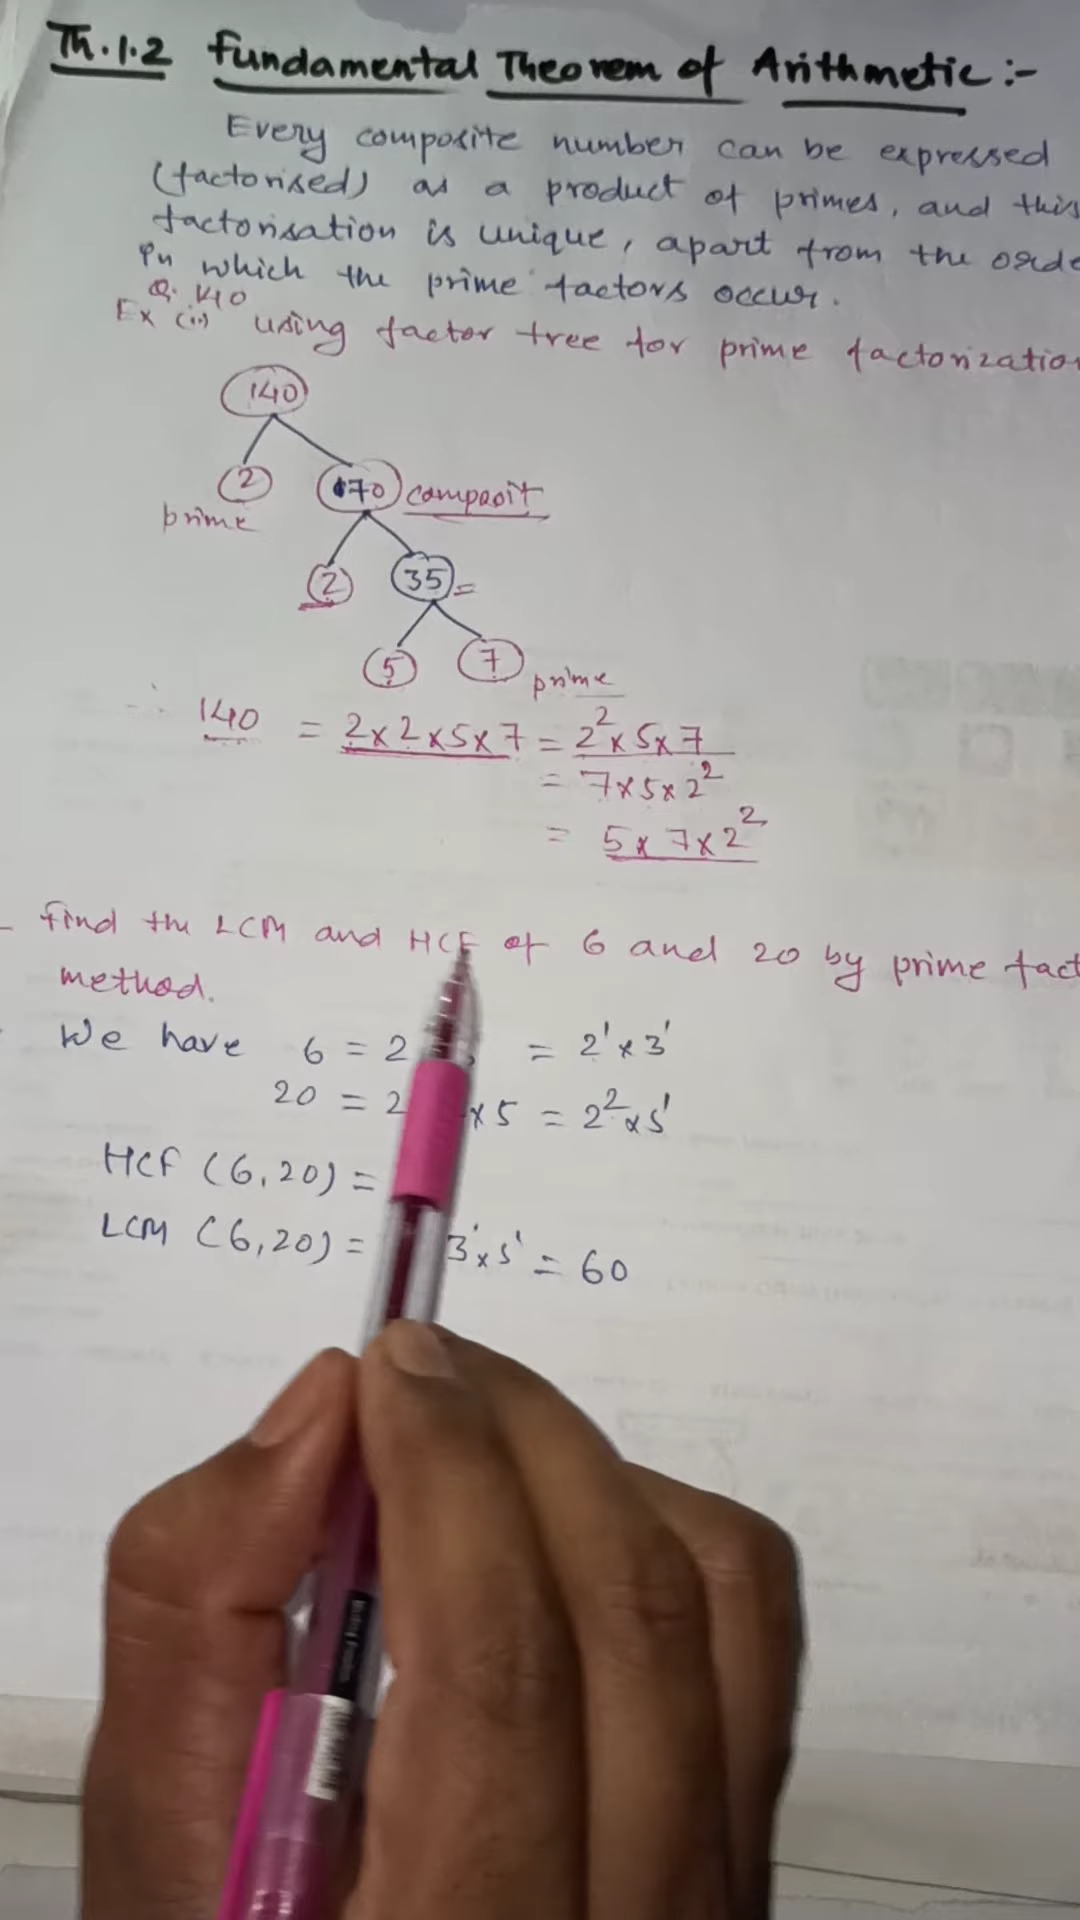 Th.1.2 Fundamental Theorem of Arithmetic :-
Every composite number can be expressed
(factorised) as a product of primes, and this
factorisation is unique, apart from the orde
in which the prime factors occur.
Q. 140
Ex (i) using factor tree for prime factorization
140
2 70 composit
prime
2 35 =
5 7 prime
∴ 140 = 2 x 2 x 5 x 7 = 2² x 5 x 7
= 7 x 5 x 2²
= 5 x 7 x 2²
Find the LCM and HCF of 6 and 20 by prime fact
method.
We have 6 = 2 = 2¹ x 3¹
20 = 2 x 5 = 2² x 5¹
HCF (6, 20) =
LCM (6, 20) = 3¹ x 5¹ = 60